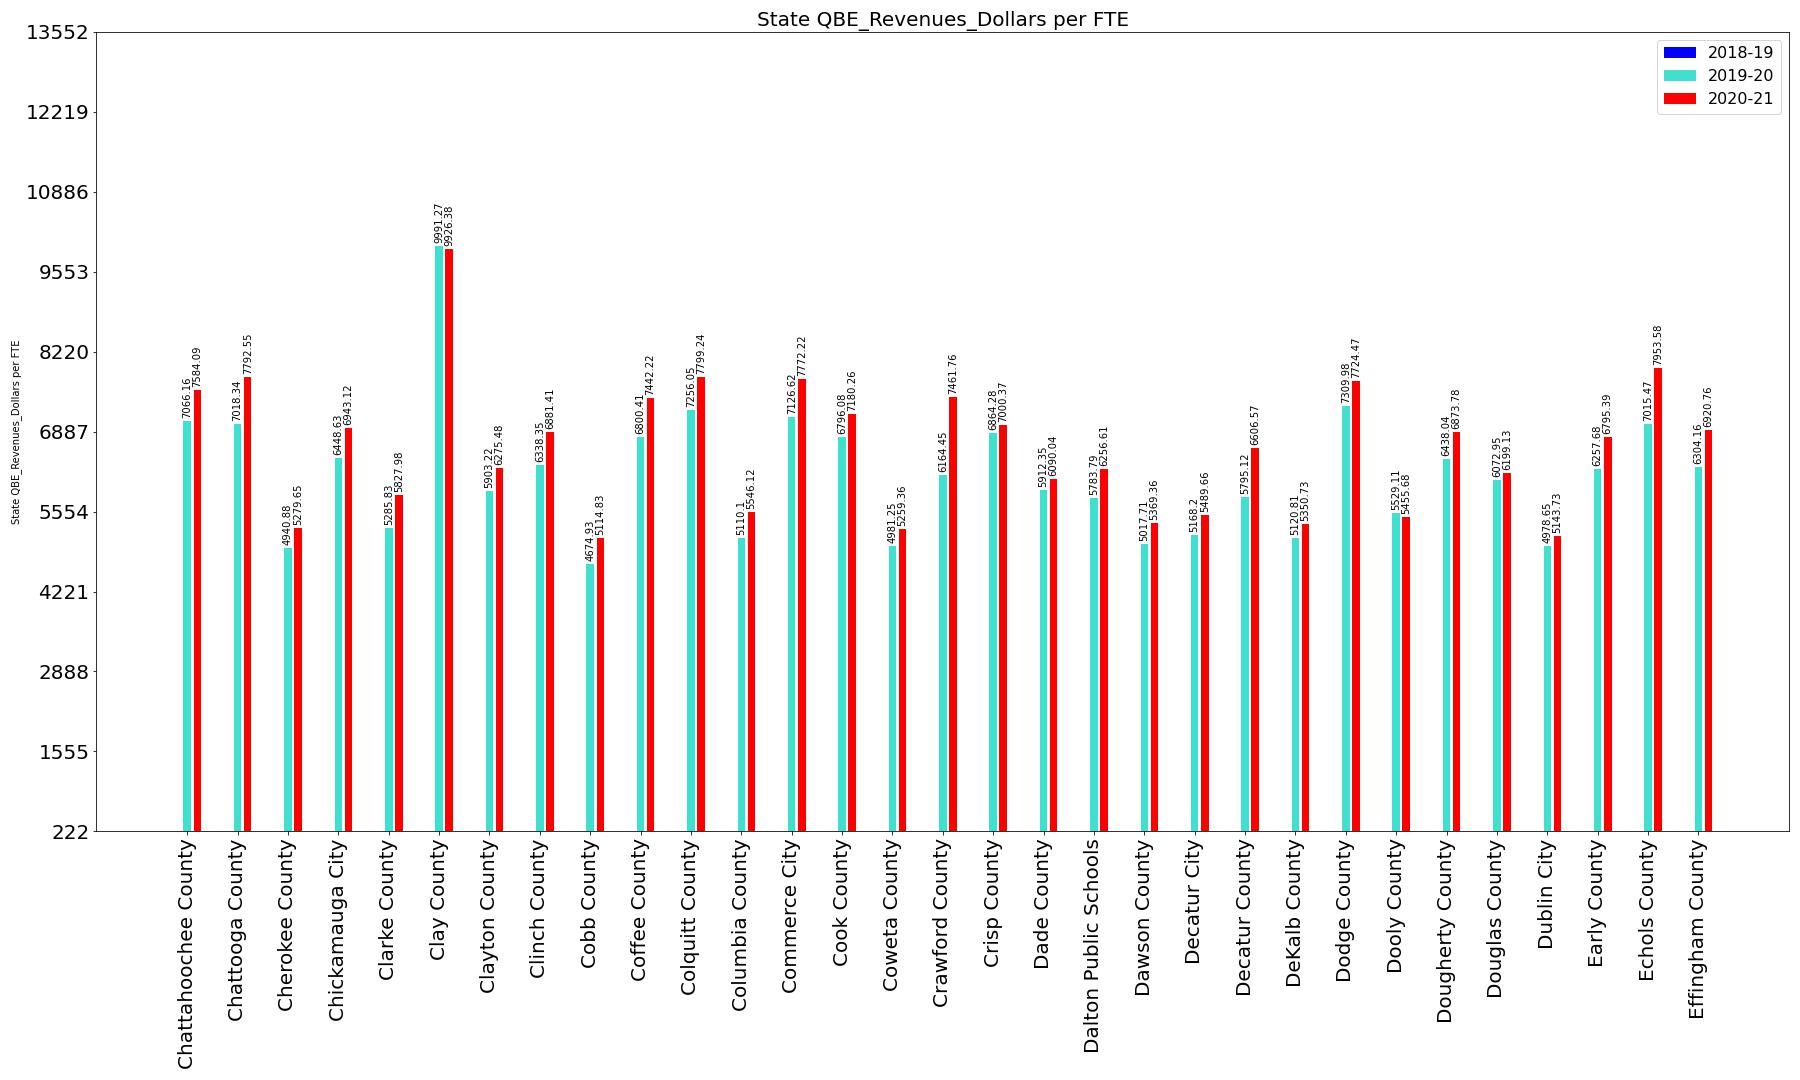 State QBE_Revenues_Dollars per FTE
13552
12219
10886
9553
8220
6887
5554
4221
2888
1555
222
State QBE_Revenues_Dollars per FTE
2018-19
2019-20
2020-21
7066.16
7584.09
7018.34
7792.55
4940.88
5279.65
6448.63
6943.12
5285.83
5827.98
9991.27
9926.38
5903.22
6275.48
6338.35
6881.41
4674.93
5114.83
6800.41
7442.22
7256.05
7799.24
5110.1
5546.12
7126.62
7772.22
6796.08
7180.26
4981.25
5259.36
6164.45
7461.76
6864.28
7000.37
5912.35
6090.04
5783.79
6256.61
5017.71
5369.36
5168.2
5489.66
5795.12
6606.57
5120.81
5350.73
7309.98
7724.47
5529.11
5455.68
6438.04
6873.78
6072.95
6199.13
4978.65
5143.73
6257.68
6795.39
7015.47
7953.58
6304.16
6920.76
Chattahoochee County
Chattooga County
Cherokee County
Chickamauga City
Clarke County
Clay County
Clayton County
Clinch County
Cobb County
Coffee County
Colquitt County
Columbia County
Commerce City
Cook County
Coweta County
Crawford County
Crisp County
Dade County
Dalton Public Schools
Dawson County
Decatur City
Decatur County
DeKalb County
Dodge County
Dooly County
Dougherty County
Douglas County
Dublin City
Early County
Echols County
Effingham County